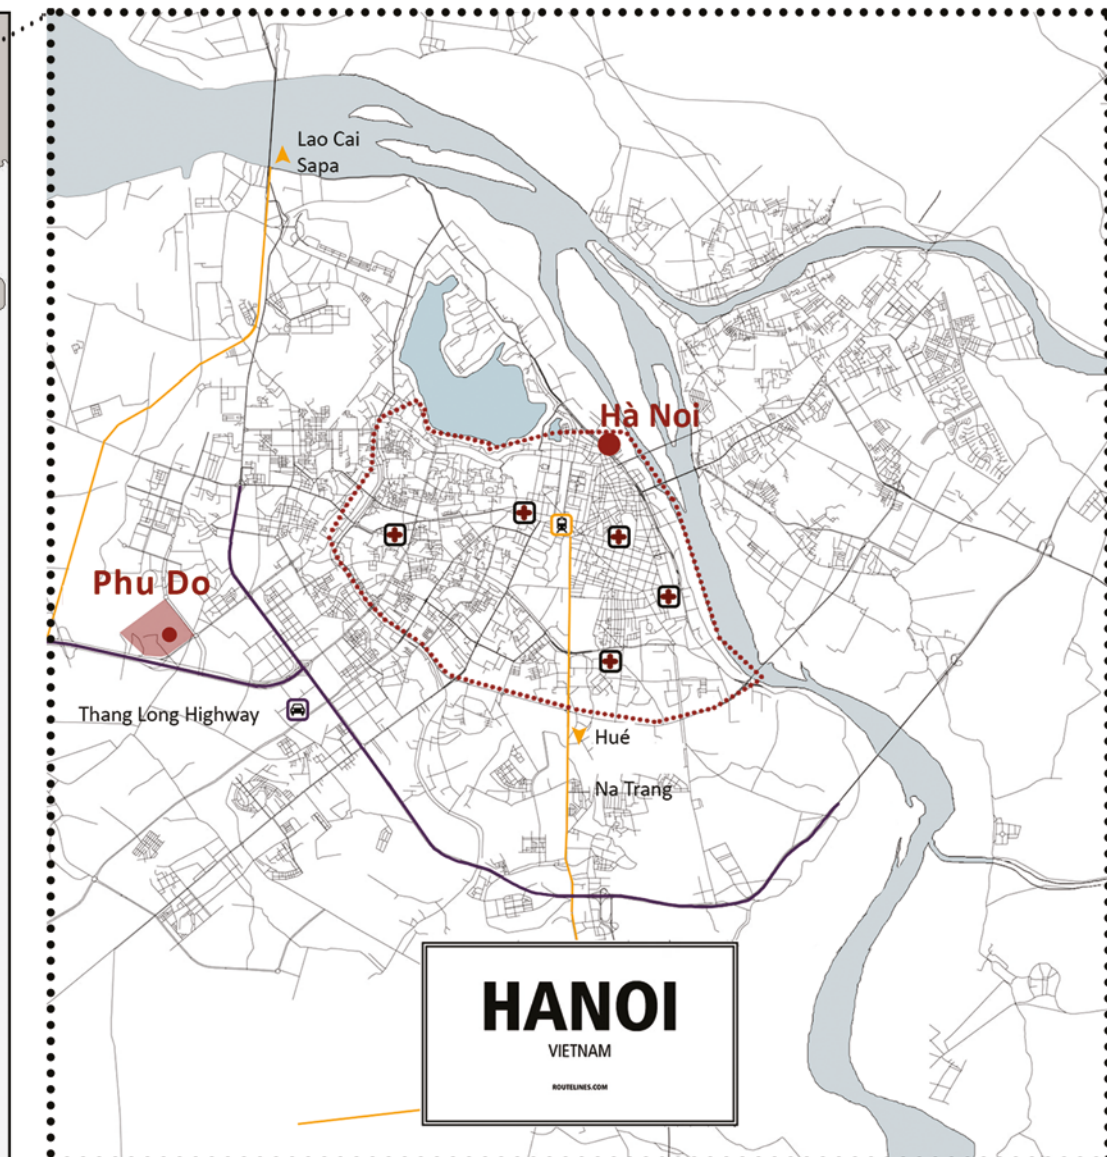 Lao Cai
Sapa
Hà Noi
Phu Do
Thang Long Highway
Hué
Na Trang
HANOI
VIETNAM
ROUTELINES.COM